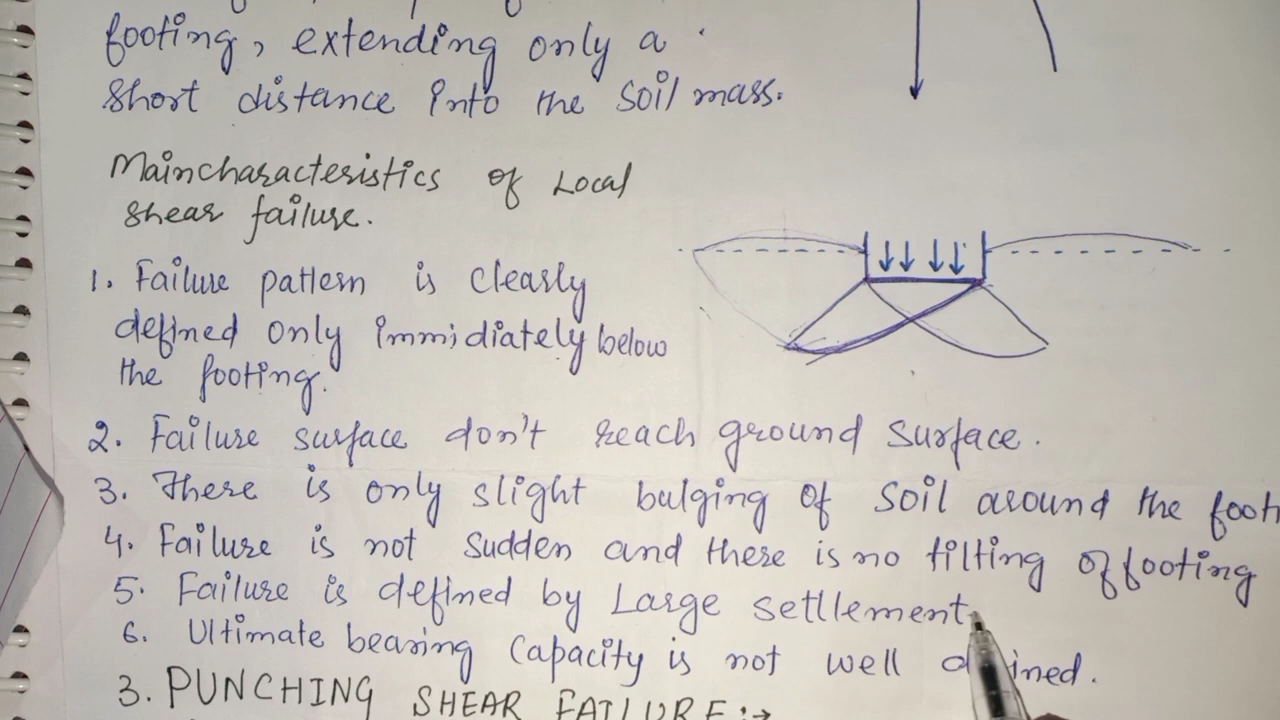 footing, extending only a
short distance into the soil mass.
Main characteristics of Local
shear failure.
1. Failure pattern is clearly
defined only immidiately below
the footing.
2. Failure surface don't reach ground surface.
3. There is only slight bulging of soil around the foot
4. Failure is not sudden and there is no tilting of footing
5. Failure is defined by Large settlement
6. Ultimate bearing capacity is not well d ined.
3. PUNCHING SHEAR FAILURE:→